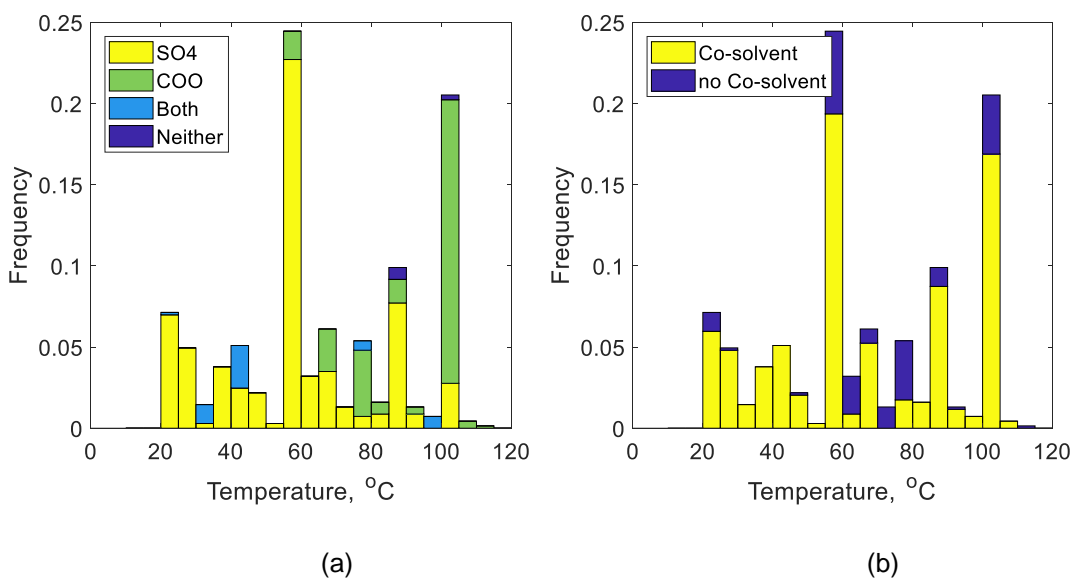 0.25
0.2
0.15
0.1
0.05
0
Frequency
SO4
COO
Both
Neither
0 20 40 60 80 100 120
Temperature, °C
(a)
0.25
0.2
0.15
0.1
0.05
0
Frequency
Co-solvent
no Co-solvent
0 20 40 60 80 100 120
Temperature, °C
(b)